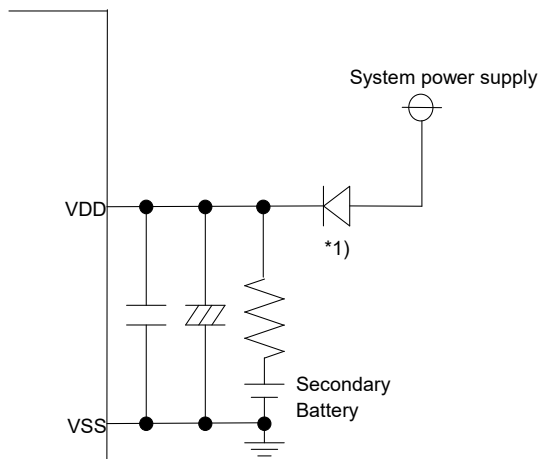 System power supply
VDD
*1)
Secondary
Battery
VSS